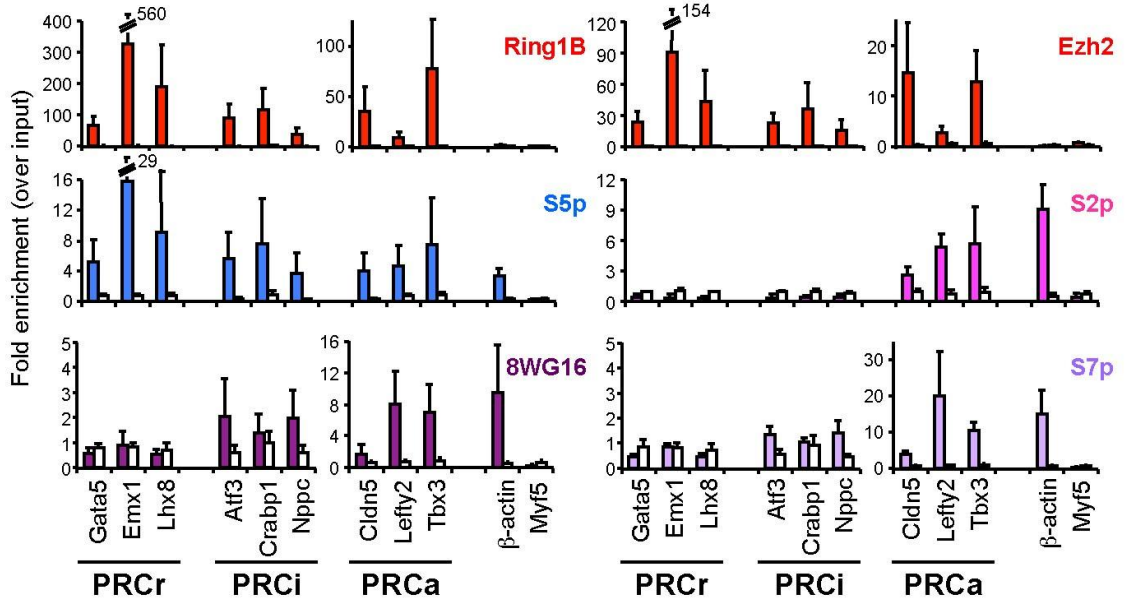 Fold enrichment (over input)
560
400
300
200
100
0
100
50
0
Ring1B
154
120
90
60
30
0
20
10
0
Ezh2
29
16
12
8
4
0
S5p
12
9
6
3
0
S2p
5
4
3
2
1
0
16
12
8
4
0
8WG16
5
4
3
2
1
0
30
20
10
0
S7p
Gata5
Emx1
Lhx8
Atf3
Crabp1
Nppc
Cldn5
Lefty2
Tbx3
β-actin
Myf5
Gata5
Emx1
Lhx8
Atf3
Crabp1
Nppc
Cldn5
Lefty2
Tbx3
β-actin
Myf5
PRCr PRCi PRCa PRCr PRCi PRCa